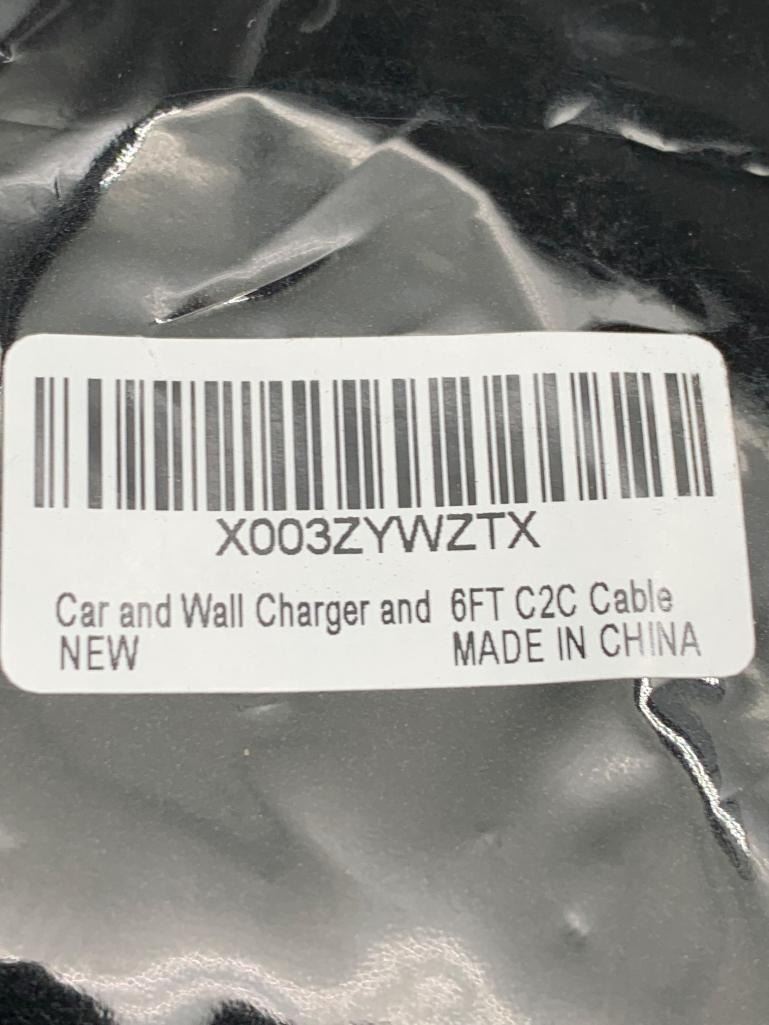 X003ZYWZTX
Car and Wall Charger and 6FT C2C Cable
NEW MADE IN CHINA